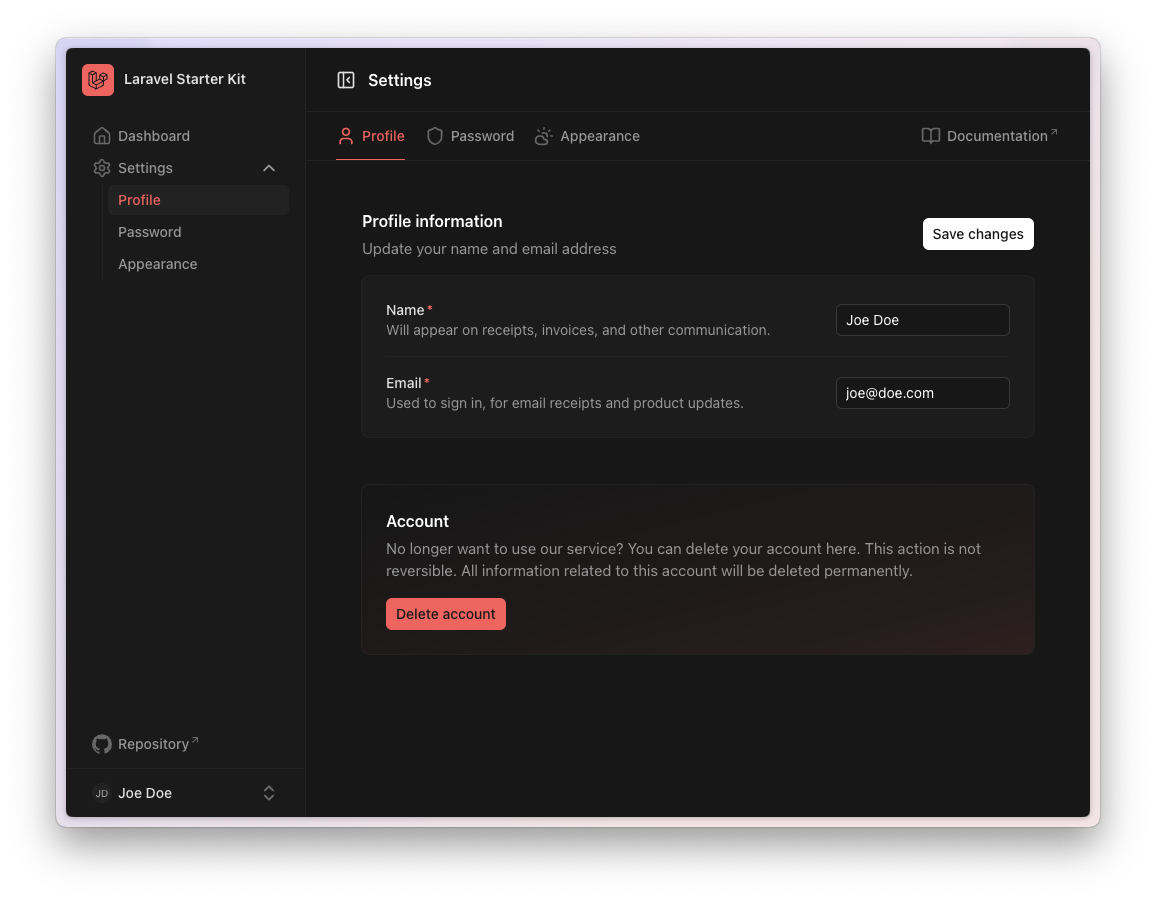 Laravel Starter Kit
Settings
Dashboard
Settings
Profile
Password
Appearance
Repository
JD Joe Doe
Profile Password Appearance Documentation
Profile information
Update your name and email address
Save changes
Name*
Will appear on receipts, invoices, and other communication.
Joe Doe
Email*
Used to sign in, for email receipts and product updates.
joe@doe.com
Account
No longer want to use our service? You can delete your account here. This action is not
reversible. All information related to this account will be deleted permanently.
Delete account